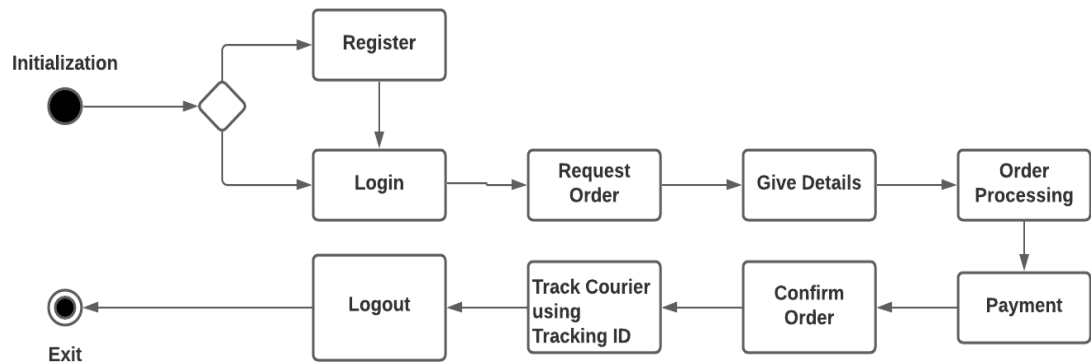 Initialization
Register
Login
Request
Order
Give Details
Order
Processing
Payment
Confirm
Order
Track Courier
using
Tracking ID
Logout
Exit